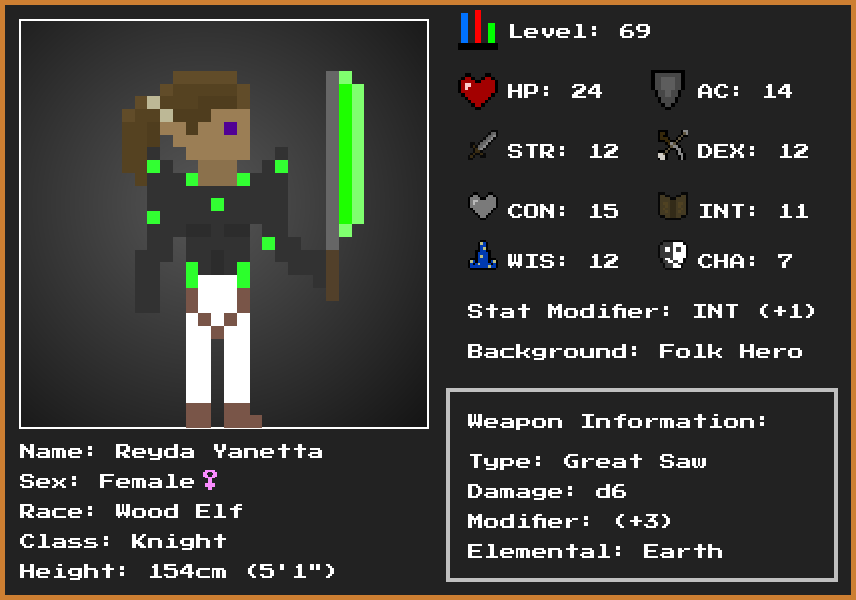 Level: 69
HP: 24
AC: 14
STR: 12
DEX: 12
CON: 15
INT: 11
WIS: 12
CHA: 7
Stat Modifier: INT (+1)
Background: Folk Hero
Weapon Information:
Type: Great Saw
Damage: d6
Modifier: (+3)
Elemental: Earth
Name: Reyda Yanetta
Sex: Female♀
Race: Wood Elf
Class: Knight
Height: 154cm (5'1")